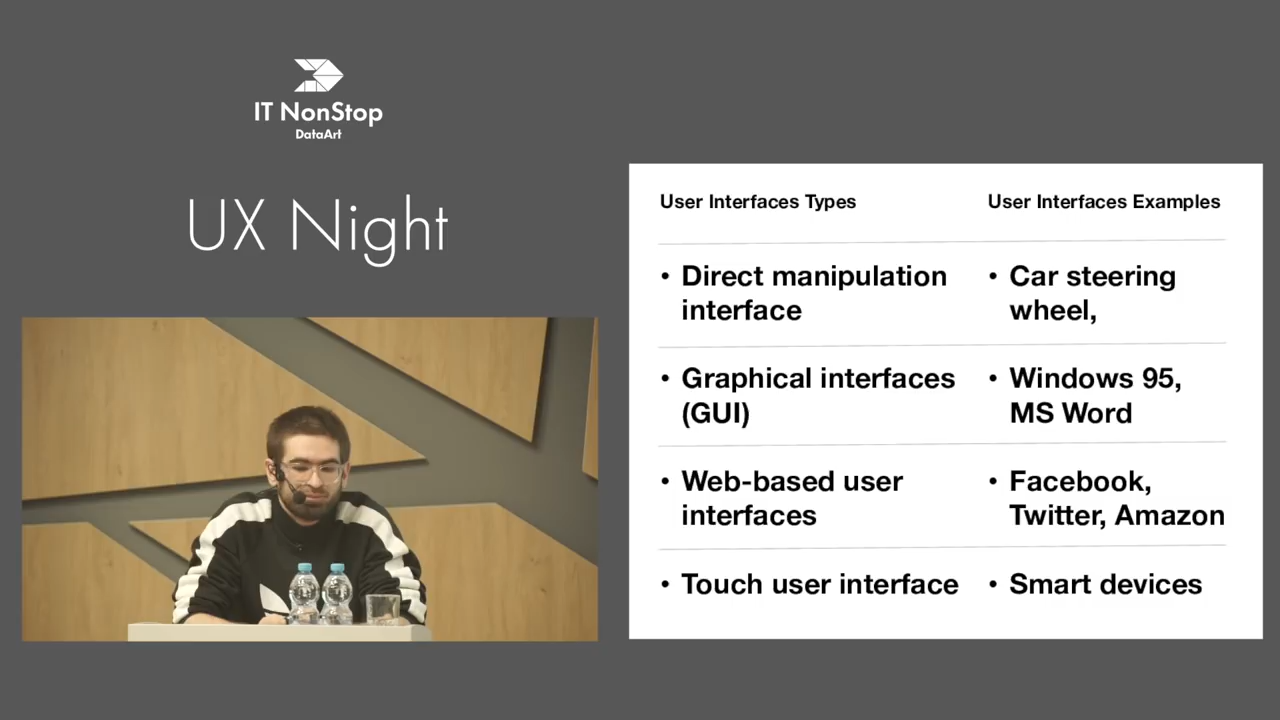 IT NonStop
DataArt
UX Night
User Interfaces Types
User Interfaces Examples
• Direct manipulation
interface
• Car steering
wheel,
• Graphical interfaces
(GUI)
• Windows 95,
MS Word
• Web-based user
interfaces
• Facebook,
Twitter, Amazon
• Touch user interface
• Smart devices